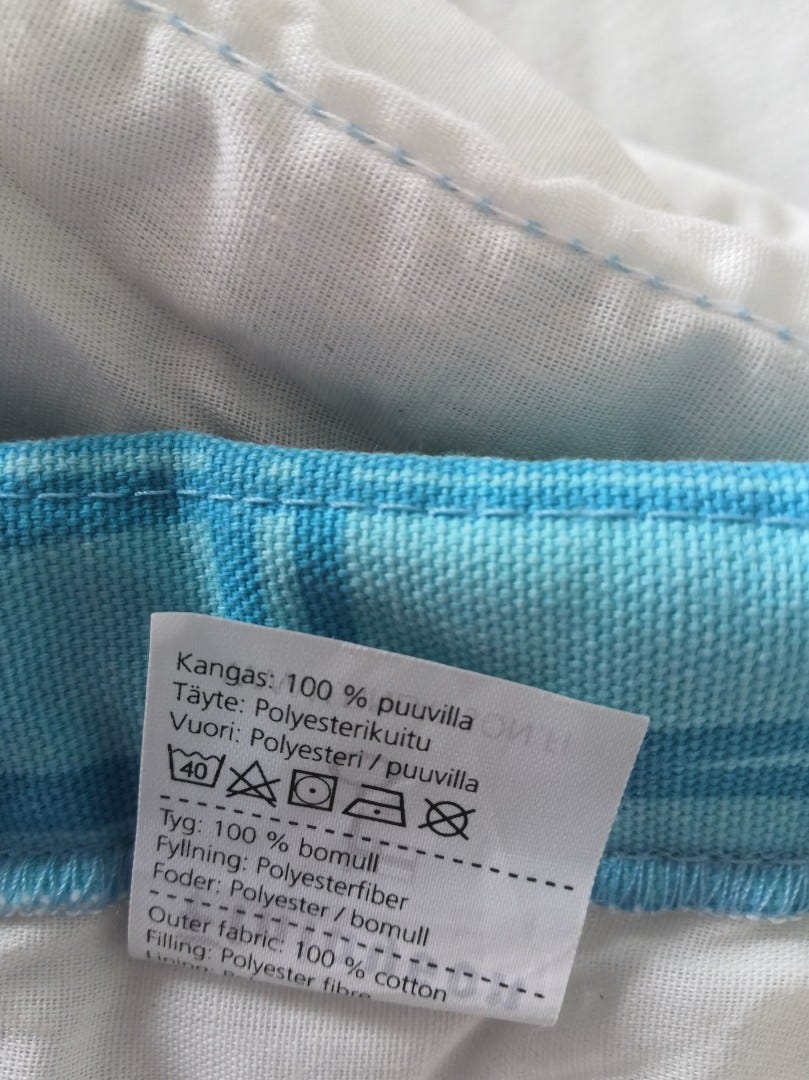 Kangas: 100 % puuvilla
Täyte: Polyesterikuitu
Vuori: Polyesteri / puuvilla
40
Tyg: 100 % bomull
Fyllning: Polyesterfiber
Foder: Polyester / bomull
Outer fabric: 100 % cotton
Filling: Polyester fibre
Lining: